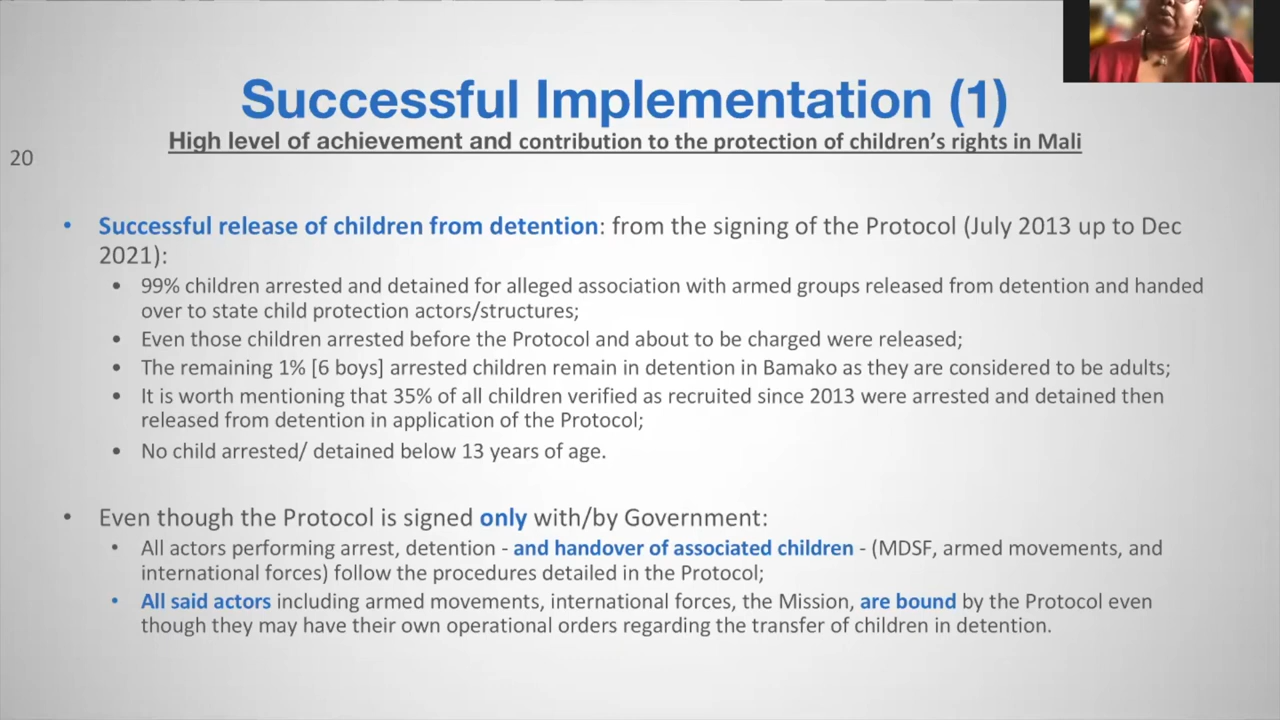 Successful Implementation (1)
High level of achievement and contribution to the protection of children's rights in Mali
20
• Successful release of children from detention: from the signing of the Protocol (July 2013 up to Dec
2021):
• 99% children arrested and detained for alleged association with armed groups released from detention and handed
over to state child protection actors/structures;
• Even those children arrested before the Protocol and about to be charged were released;
• The remaining 1% [6 boys] arrested children remain in detention in Bamako as they are considered to be adults;
• It is worth mentioning that 35% of all children verified as recruited since 2013 were arrested and detained then
released from detention in application of the Protocol;
• No child arrested/ detained below 13 years of age.
• Even though the Protocol is signed only with/by Government:
• All actors performing arrest, detention - and handover of associated children - (MDSF, armed movements, and
international forces) follow the procedures detailed in the Protocol;
• All said actors including armed movements, international forces, the Mission, are bound by the Protocol even
though they may have their own operational orders regarding the transfer of children in detention.